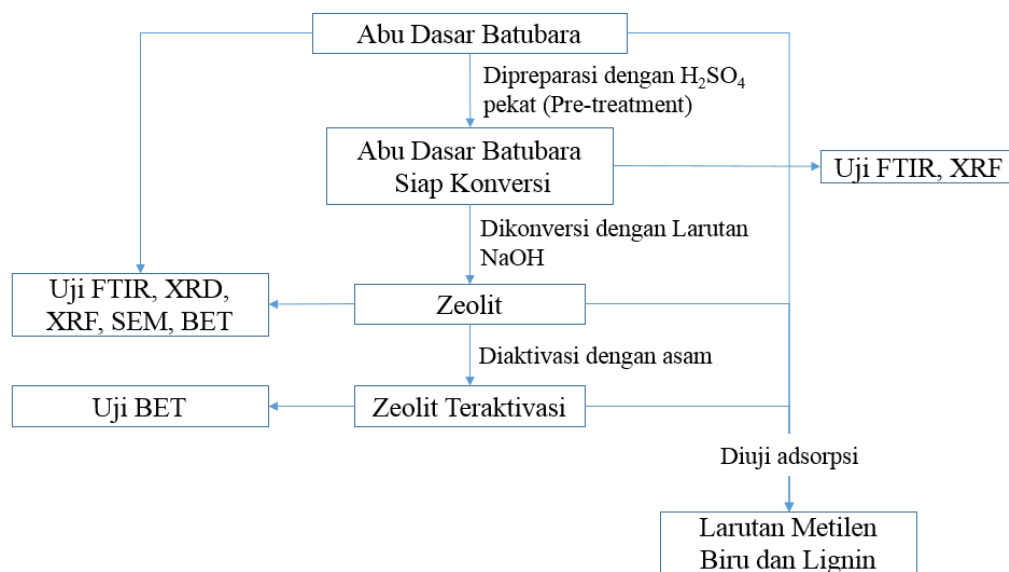 Abu Dasar Batubara
Dipreparasi dengan H₂SO₄
pekat (Pre-treatment)
Abu Dasar Batubara
Siap Konversi
Uji FTIR, XRF
Dikonversi dengan Larutan
NaOH
Uji FTIR, XRD,
XRF, SEM, BET
Zeolit
Diaktivasi dengan asam
Uji BET
Zeolit Teraktivasi
Diuji adsorpsi
Larutan Metilen
Biru dan Lignin